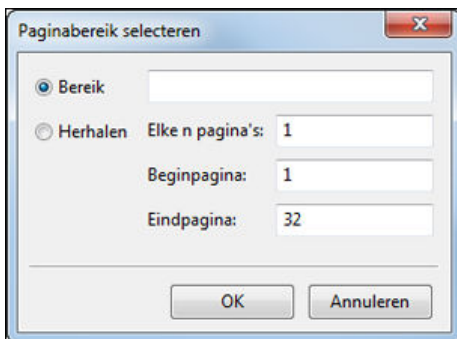 Paginabereik selecteren
Bereik
Herhalen Elke n pagina's: 1
Beginpagina: 1
Eindpagina: 32
OK Annuleren